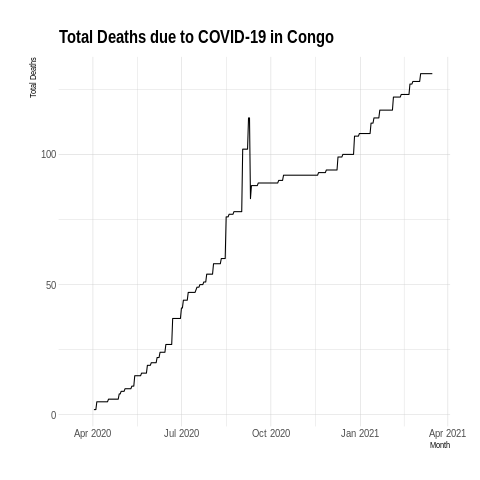 Total Deaths due to COVID-19 in Congo
Total Deaths
100
50
0
Apr 2020 Jul 2020 Oct 2020 Jan 2021 Apr 2021
Month